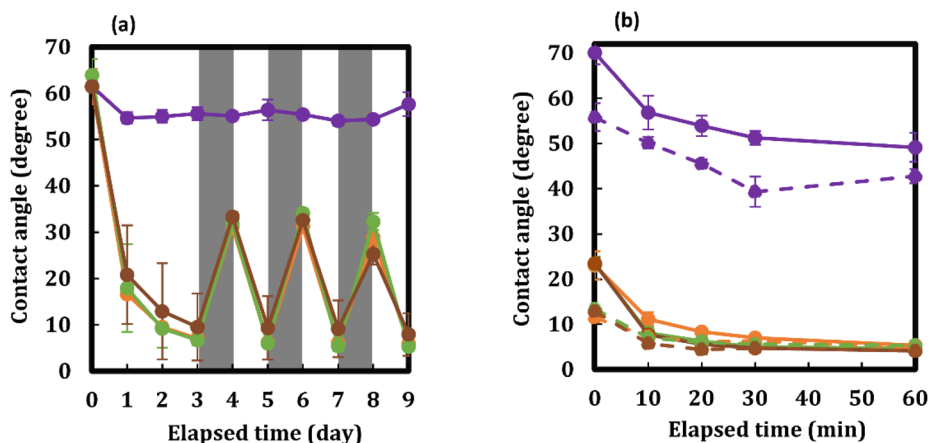 (a)
70
60
50
40
30
20
10
0
0 1 2 3 4 5 6 7 8 9
Contact angle (degree)
Elapsed time (day)
(b)
70
60
50
40
30
20
10
0
0 10 20 30 40 50 60
Contact angle (degree)
Elapsed time (min)